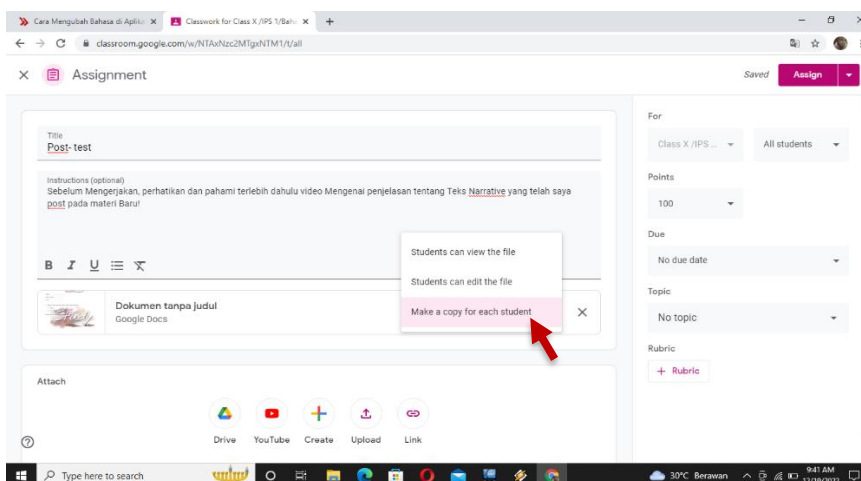 Cara Mengubah Bahasa di Aplika
Classwork for Class X /IPS 1/Baha
classroom.google.com/w/NTAxNzc2MTgxNTM1/t/all
Assignment
Saved
Assign
Title
Post- test
Instructions (optional)
Sebelum Mengerjakan, perhatikan dan pahami terlebih dahulu video Mengenai penjelasan tentang Teks Narrative yang telah saya
post pada materi Baru!
B I U
Dokumen tanpa judul
Google Docs
Students can view the file
Students can edit the file
Make a copy for each student
Attach
Drive YouTube Create Upload Link
For
Class X /IPS ... All students
Points
100
Due
No due date
Topic
No topic
Rubric
+ Rubric
Type here to search
30°C Berawan
9:41 AM